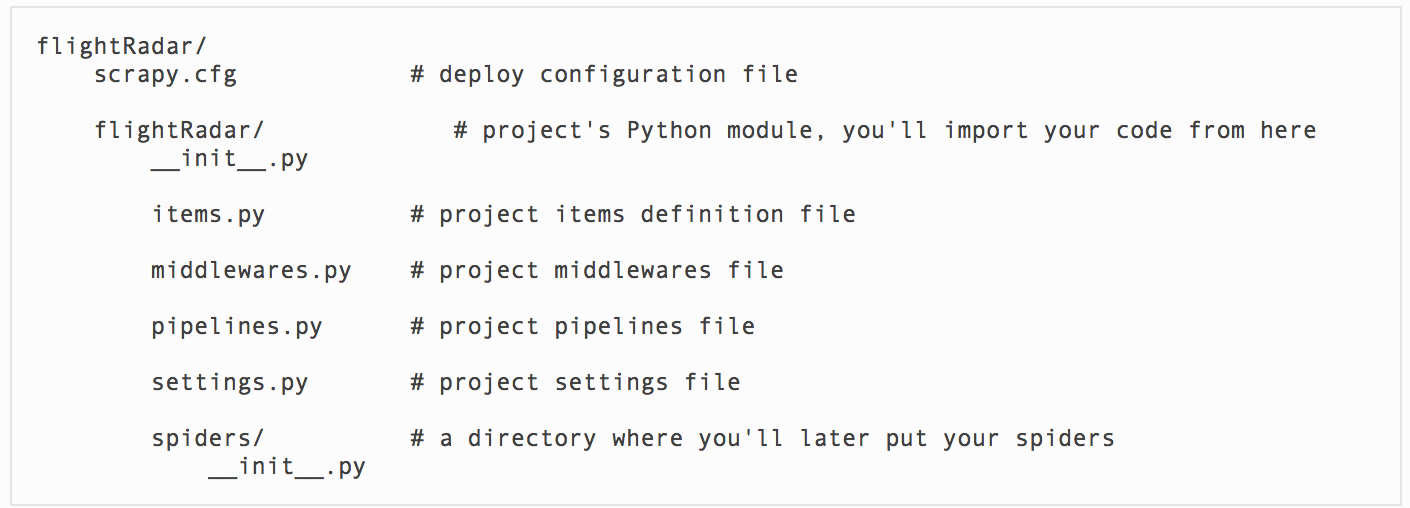 flightRadar/
    scrapy.cfg            # deploy configuration file
    flightRadar/             # project's Python module, you'll import your code from here
        __init__.py
        items.py          # project items definition file
        middlewares.py    # project middlewares file
        pipelines.py      # project pipelines file
        settings.py       # project settings file
        spiders/          # a directory where you'll later put your spiders
            __init__.py